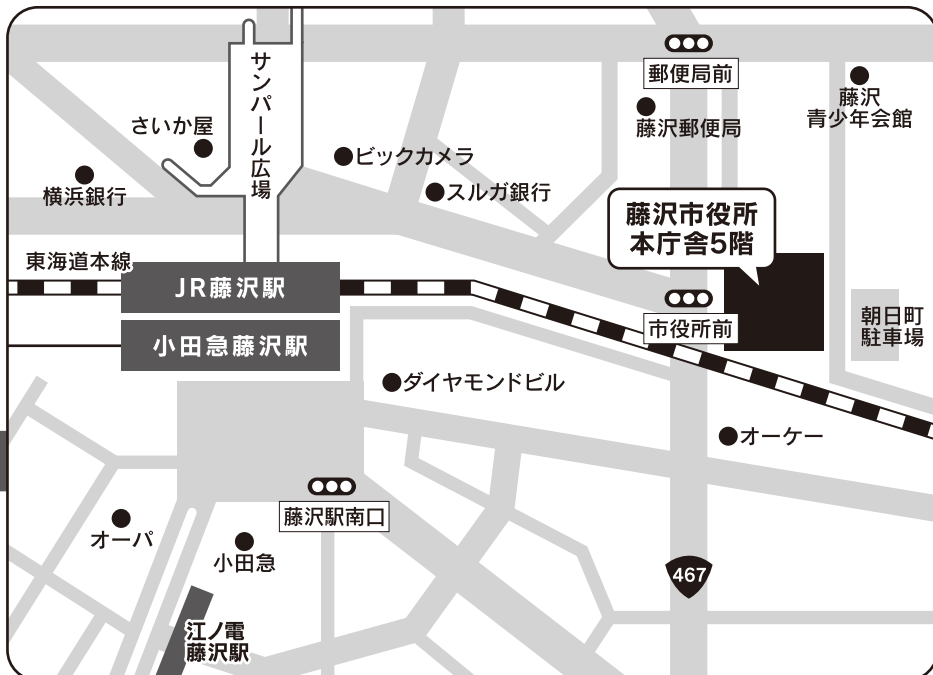 サンパール広場
郵便局前
藤沢
青少年会館
藤沢郵便局
さいか屋
ビックカメラ
横浜銀行
スルガ銀行
藤沢市役所
本庁舎5階
東海道本線
JR藤沢駅
市役所前
朝日町
駐車場
小田急藤沢駅
ダイヤモンドビル
オーケー
藤沢駅南口
オーパ
小田急
467
江ノ電
藤沢駅